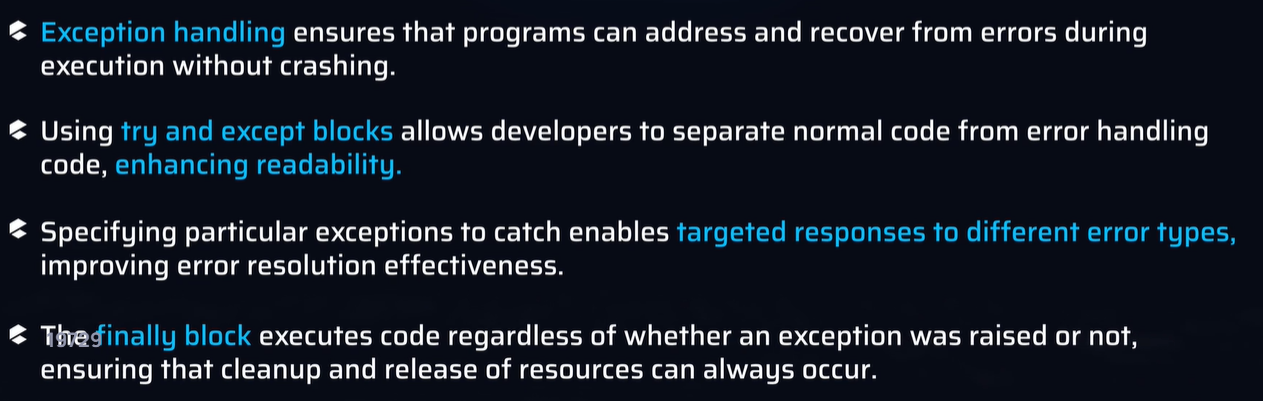 Exception handling ensures that programs can address and recover from errors during
execution without crashing.
Using try and except blocks allows developers to separate normal code from error handling
code, enhancing readability.
Specifying particular exceptions to catch enables targeted responses to different error types,
improving error resolution effectiveness.
The finally block executes code regardless of whether an exception was raised or not,
ensuring that cleanup and release of resources can always occur.